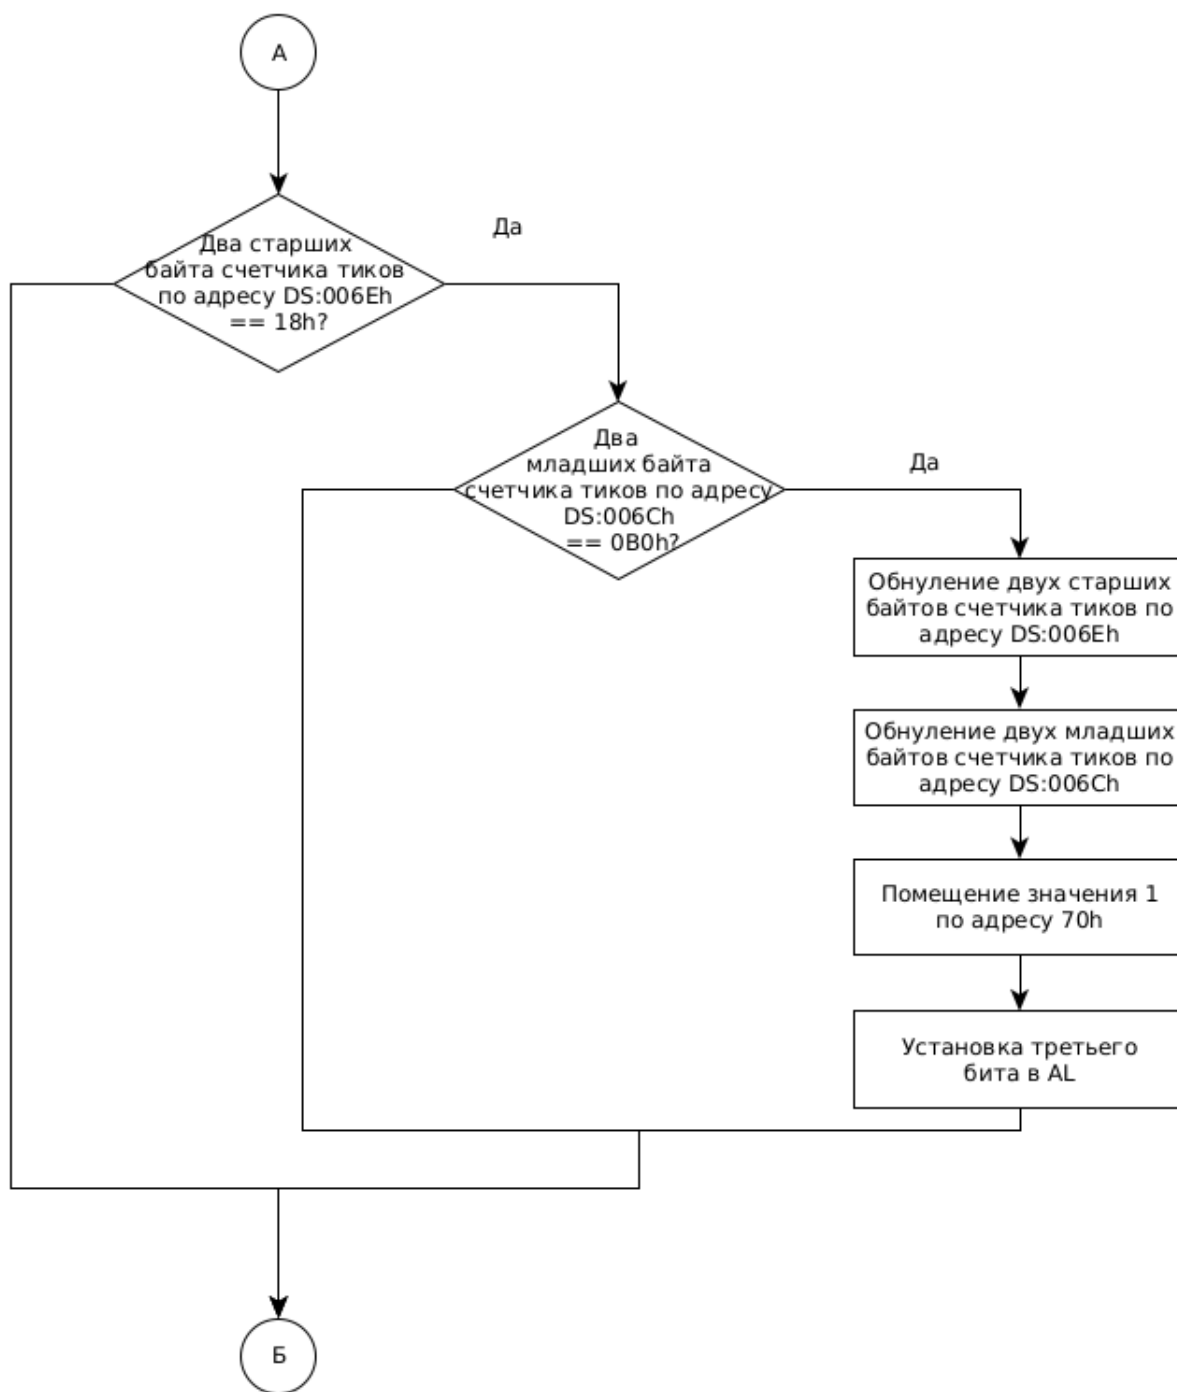 А
Да
Два старших
байта счетчика тиков
по адресу DS:006Eh
== 18h?
Два
младших байта
счетчика тиков по адресу
DS:006Ch
== 0B0h?
Да
Обнуление двух старших
байтов счетчика тиков по
адресу DS:006Eh
Обнуление двух младших
байтов счетчика тиков по
адресу DS:006Ch
Помещение значения 1
по адресу 70h
Установка третьего
бита в AL
Б